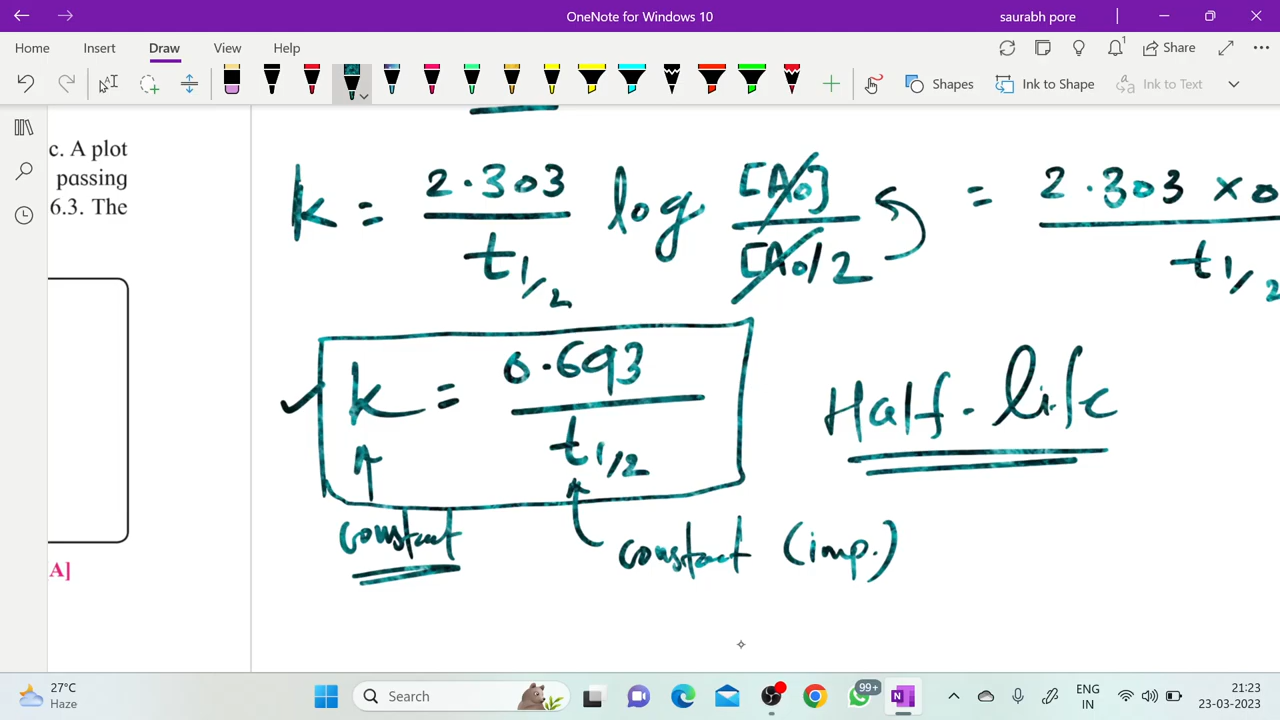 OneNote for Windows 10
saurabh pore
Home Insert Draw View Help
Share
Shapes
Ink to Shape
Ink to Text
c. A plot
passing
6.3. The
A]
k = 2.303 / t1/2 log [A0] / [A0]/2 = 2.303 × 0 / t1/2
k = 0.693 / t1/2
Half-life
constant
constant (imp.)
27°C
Haze
Search
99+
ENG
IN
21:23
23-03-2023